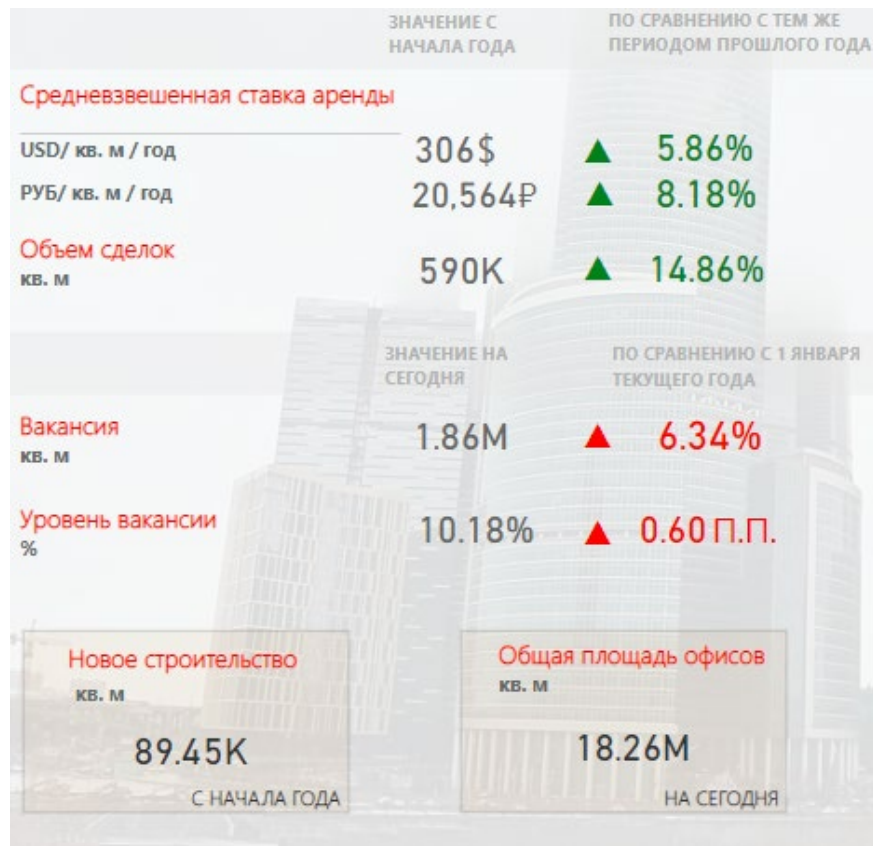 ЗНАЧЕНИЕ С
НАЧАЛА ГОДА
ПО СРАВНЕНИЮ С ТЕМ ЖЕ
ПЕРИОДОМ ПРОШЛОГО ГОДА
Средневзвешенная ставка аренды
USD/ кв. м / год 306$ ▲ 5.86%
РУБ/ кв. м / год 20,564₽ ▲ 8.18%
Объем сделок
кв. м 590K ▲ 14.86%
ЗНАЧЕНИЕ НА
СЕГОДНЯ
ПО СРАВНЕНИЮ С 1 ЯНВАРЯ
ТЕКУЩЕГО ГОДА
Вакансия
кв. м 1.86M ▲ 6.34%
Уровень вакансии
% 10.18% ▲ 0.60 П.П.
Новое строительство
кв. м
89.45K
С НАЧАЛА ГОДА
Общая площадь офисов
кв. м
18.26M
НА СЕГОДНЯ